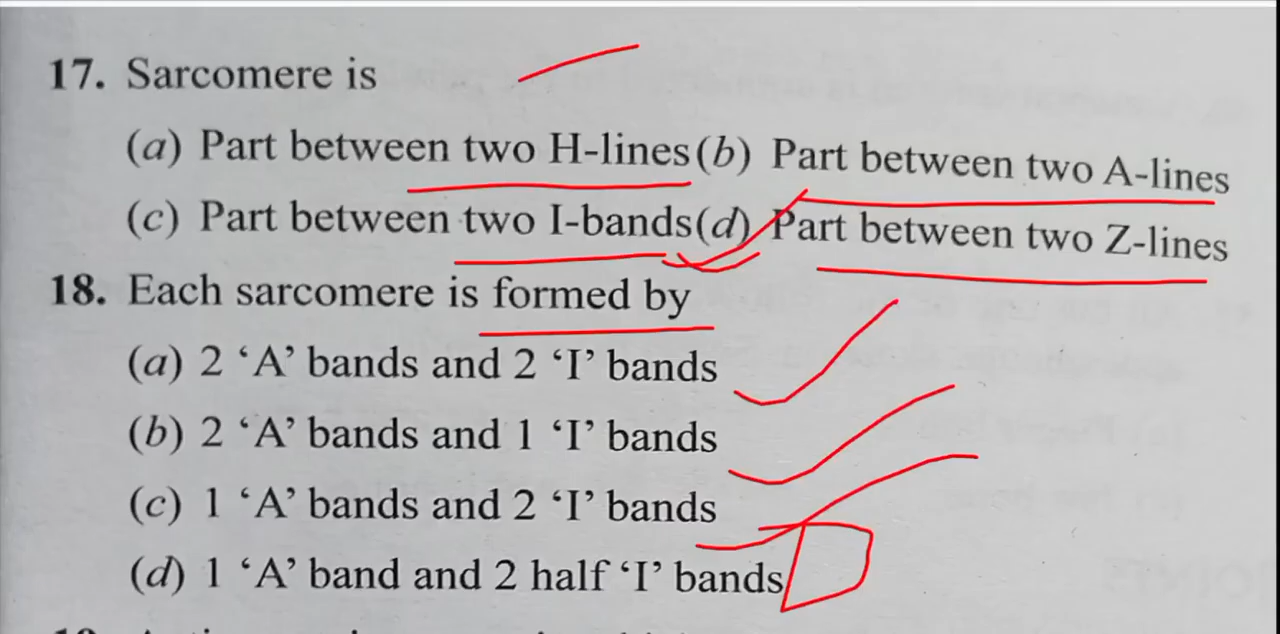 17. Sarcomere is
(a) Part between two H-lines (b) Part between two A-lines
(c) Part between two I-bands (d) Part between two Z-lines
18. Each sarcomere is formed by
(a) 2 ‘A’ bands and 2 ‘I’ bands
(b) 2 ‘A’ bands and 1 ‘I’ bands
(c) 1 ‘A’ bands and 2 ‘I’ bands
(d) 1 ‘A’ band and 2 half ‘I’ bands